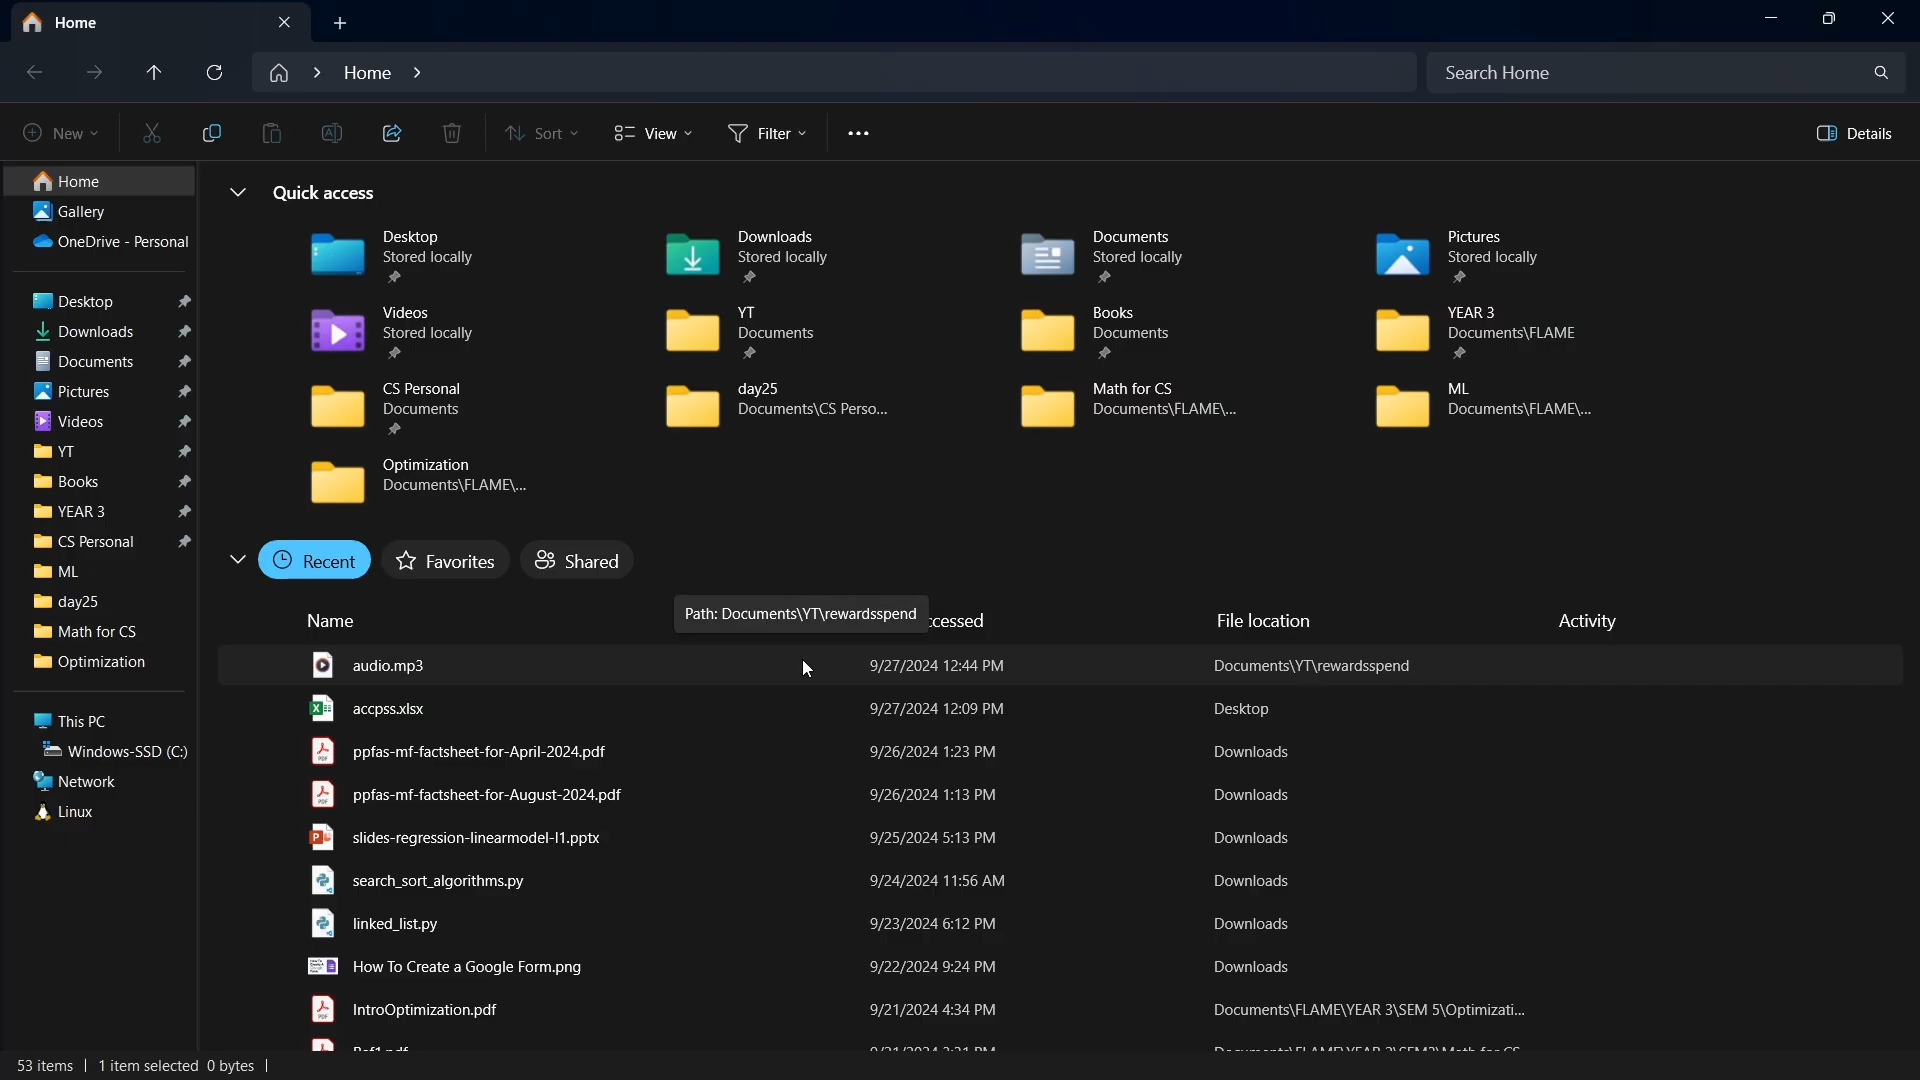 Home
Home
Search Home
New
Sort
View
Filter
Details
Home
Gallery
OneDrive - Personal
Desktop
Downloads
Documents
Pictures
Videos
YT
Books
YEAR 3
CS Personal
ML
day25
Math for CS
Optimization
This PC
Windows-SSD (C:)
Network
Linux
Quick access
Desktop
Stored locally
Downloads
Stored locally
Documents
Stored locally
Pictures
Stored locally
Videos
Stored locally
YT
Documents
Books
Documents
YEAR 3
Documents\FLAME
CS Personal
Documents
day25
Documents\CS Perso...
Math for CS
Documents\FLAME\...
ML
Documents\FLAME\...
Optimization
Documents\FLAME\...
Recent
Favorites
Shared
Path: Documents\YT\rewardsspend
Name ccessed File location Activity
audio.mp3 9/27/2024 12:44 PM Documents\YT\rewardsspend
accpss.xlsx 9/27/2024 12:09 PM Desktop
ppfas-mf-factsheet-for-April-2024.pdf 9/26/2024 1:23 PM Downloads
ppfas-mf-factsheet-for-August-2024.pdf 9/26/2024 1:13 PM Downloads
slides-regression-linearmodel-l1.pptx 9/25/2024 5:13 PM Downloads
search_sort_algorithms.py 9/24/2024 11:56 AM Downloads
linked_list.py 9/23/2024 6:12 PM Downloads
How To Create a Google Form.png 9/22/2024 9:24 PM Downloads
IntroOptimization.pdf 9/21/2024 4:34 PM Documents\FLAME\YEAR 3\SEM 5\Optimizati...
53 items
1 item selected 0 bytes